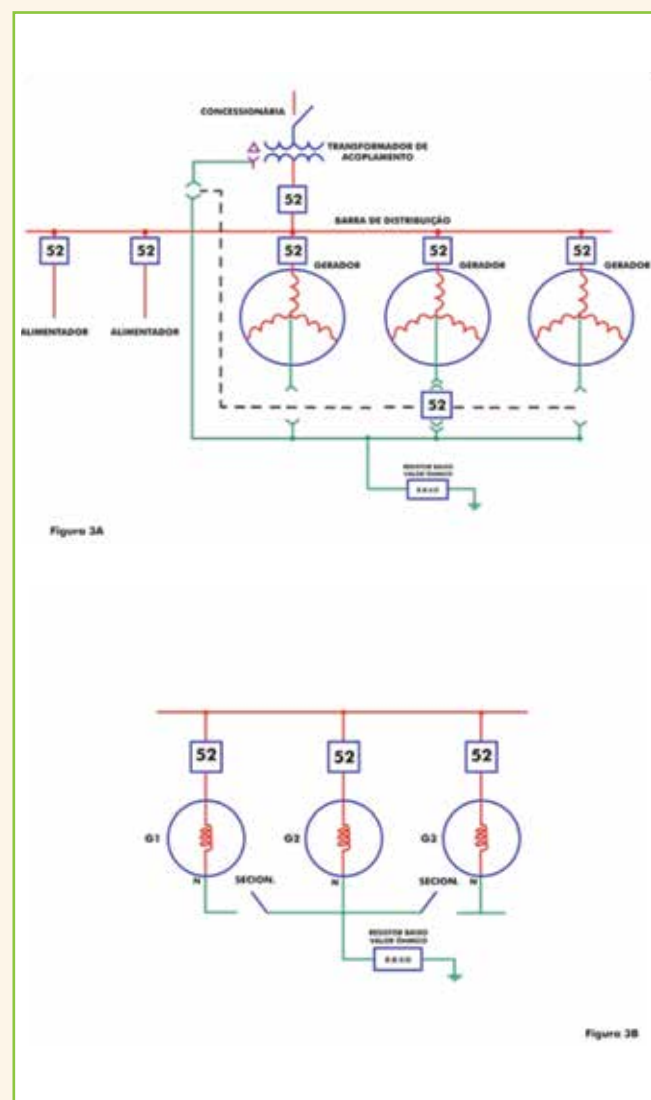 CONCESSIONÁRIA
TRANSFORMADOR DE
ACOPLAMENTO
52
BARRA DE DISTRIBUIÇÃO
52
52
52
52
52
GERADOR
GERADOR
GERADOR
ALIMENTADOR
ALIMENTADOR
52
RESISTOR BAIXO
VALOR ÔHMICO
Figura 3A
52
52
52
G1
G2
G3
N
N
N
SECION.
SECION.
RESISTOR BAIXO
VALOR ÔHMICO
Figura 3B